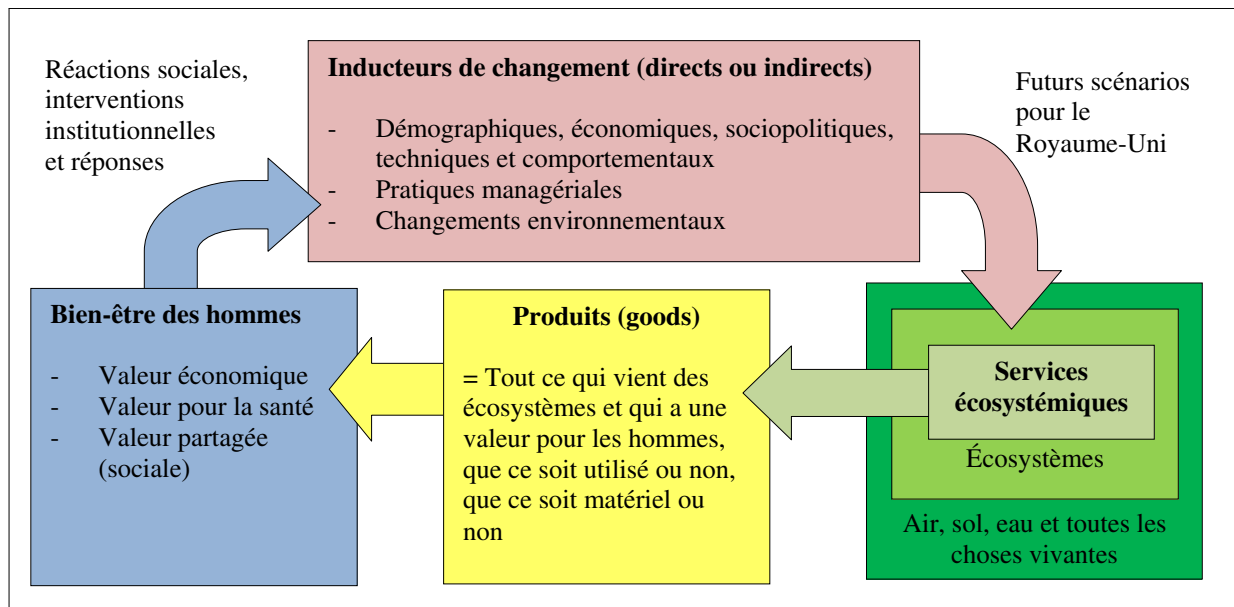 Réactions sociales,
interventions
institutionnelles
et réponses
Inducteurs de changement (directs ou indirects)
- Démographiques, économiques, sociopolitiques,
techniques et comportementaux
- Pratiques managériales
- Changements environnementaux
Futurs scénarios
pour le
Royaume-Uni
Bien-être des hommes
- Valeur économique
- Valeur pour la santé
- Valeur partagée
(sociale)
Produits (goods)
= Tout ce qui vient des
écosystèmes et qui a une
valeur pour les hommes,
que ce soit utilisé ou non,
que ce soit matériel ou
non
Services
écosystémiques
Écosystèmes
Air, sol, eau et toutes les
choses vivantes